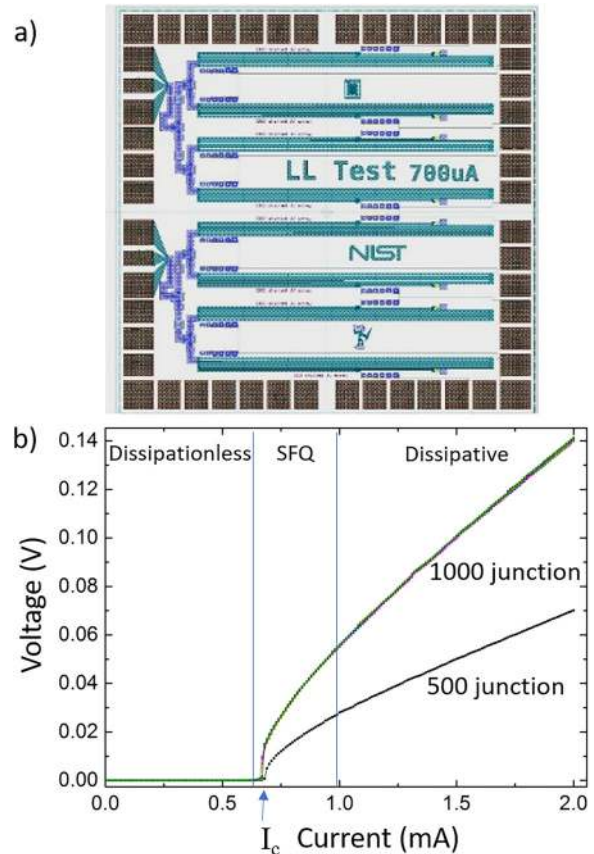 a)
LL Test 700uA
NIST
b)
0.14
0.12
0.10
0.08
0.06
0.04
0.02
0.00
Voltage (V)
Dissipationless
SFQ
Dissipative
1000 junction
500 junction
0.0
0.5
1.0
1.5
2.0
Ic Current (mA)